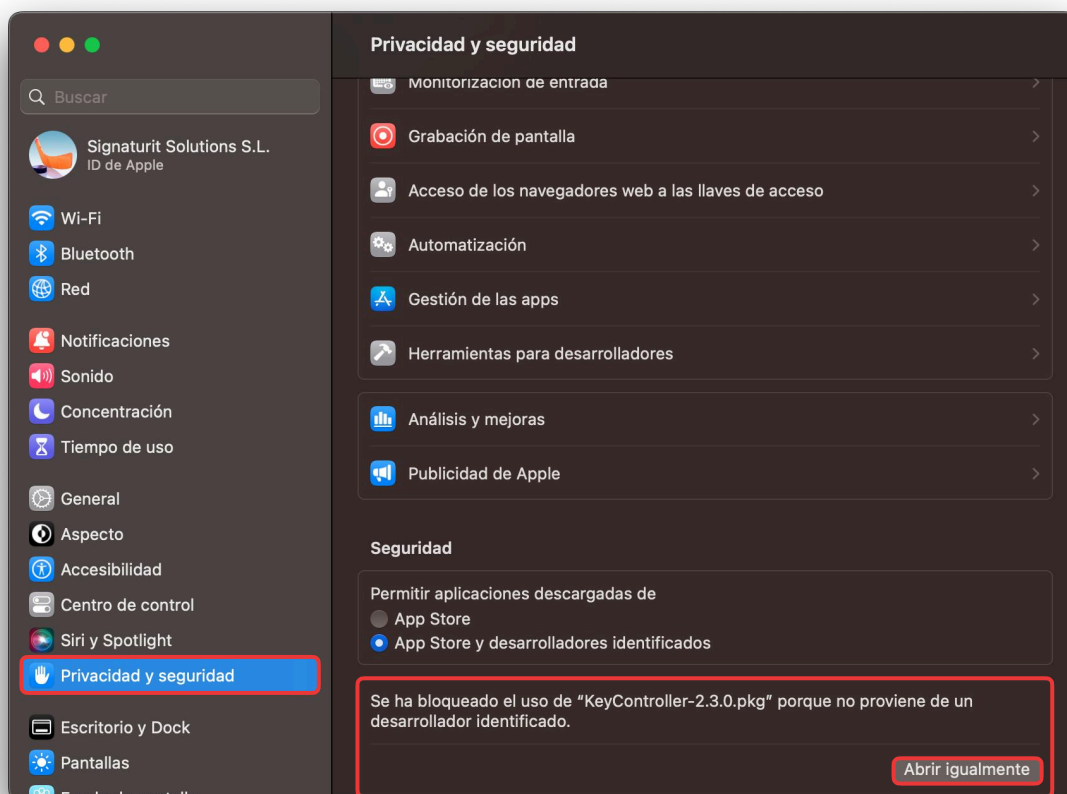 Privacidad y seguridad
Buscar
Signaturit Solutions S.L.
ID de Apple
Wi-Fi
Bluetooth
Red
Notificaciones
Sonido
Concentración
Tiempo de uso
General
Aspecto
Accesibilidad
Centro de control
Siri y Spotlight
Privacidad y seguridad
Escritorio y Dock
Pantallas
Monitorización de entrada
Grabación de pantalla
Acceso de los navegadores web a las llaves de acceso
Automatización
Gestión de las apps
Herramientas para desarrolladores
Análisis y mejoras
Publicidad de Apple
Seguridad
Permitir aplicaciones descargadas de
App Store
App Store y desarrolladores identificados
Se ha bloqueado el uso de “KeyController-2.3.0.pkg” porque no proviene de un
desarrollador identificado.
Abrir igualmente